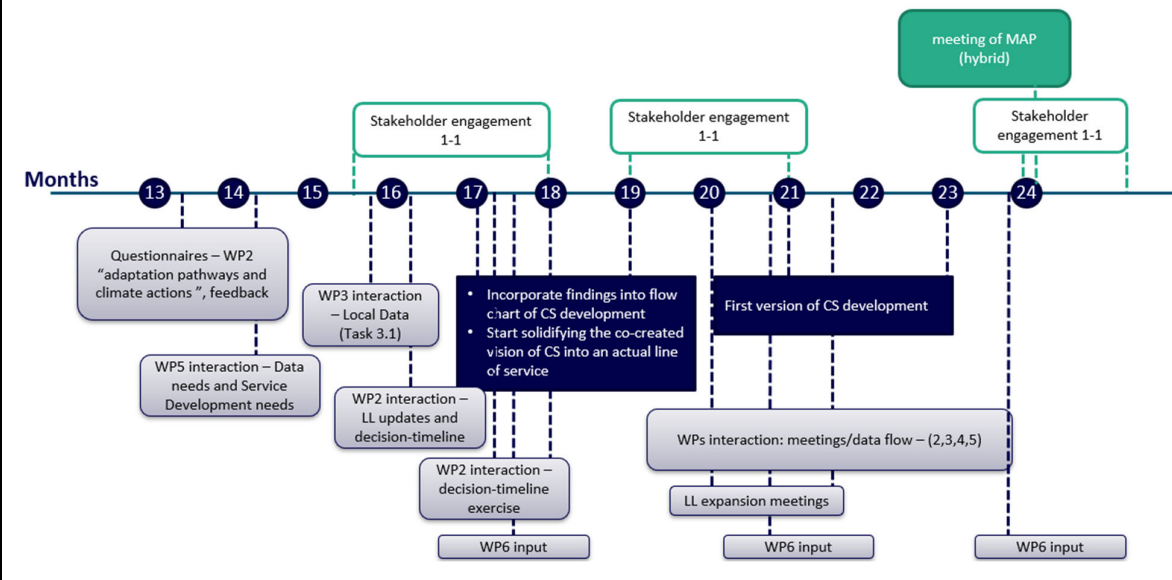 meeting of MAP
(hybrid)
Stakeholder engagement
1-1
Stakeholder engagement
1-1
Stakeholder
engagement 1-1
Months
13 14 15 16 17 18 19 20 21 22 23 24
Questionnaires – WP2
“adaptation pathways and
climate actions ”, feedback
WP3 interaction
– Local Data
(Task 3.1)
• Incorporate findings into flow
chart of CS development
• Start solidifying the co-created
vision of CS into an actual line
of service
First version of CS development
WP5 interaction – Data
needs and Service
Development needs
WP2 interaction –
LL updates and
decision-timeline
WPs interaction: meetings/data flow – (2,3,4,5)
WP2 interaction –
decision-timeline
exercise
LL expansion meetings
WP6 input
WP6 input
WP6 input